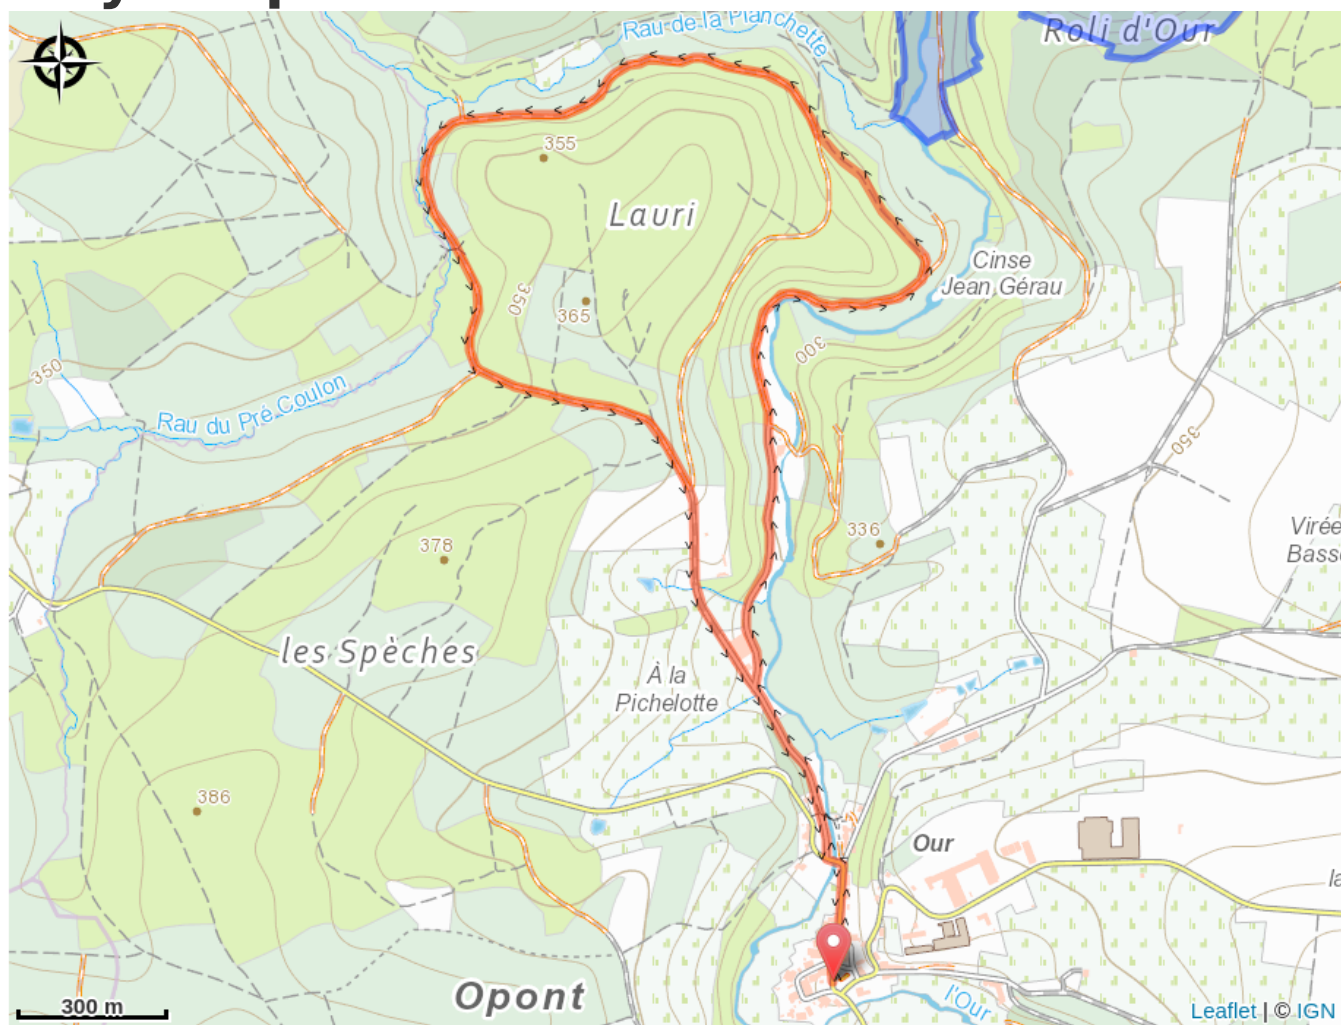 Rau de la Planchette
Roli d'Our
355
Lauri
Cinse
Jean Gérau
350
365
300
350
Rau du Pré Coulon
350
336
Virée
378
les Spèches
À la
Pichelotte
386
Our
Opont
l'Our
300 m
Leaflet | © IGN